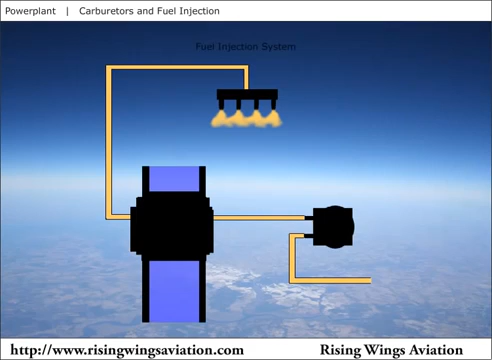 Powerplant | Carburetors and Fuel Injection
Fuel Injection System
http://www.risingwingsaviation.com Rising Wings Aviation